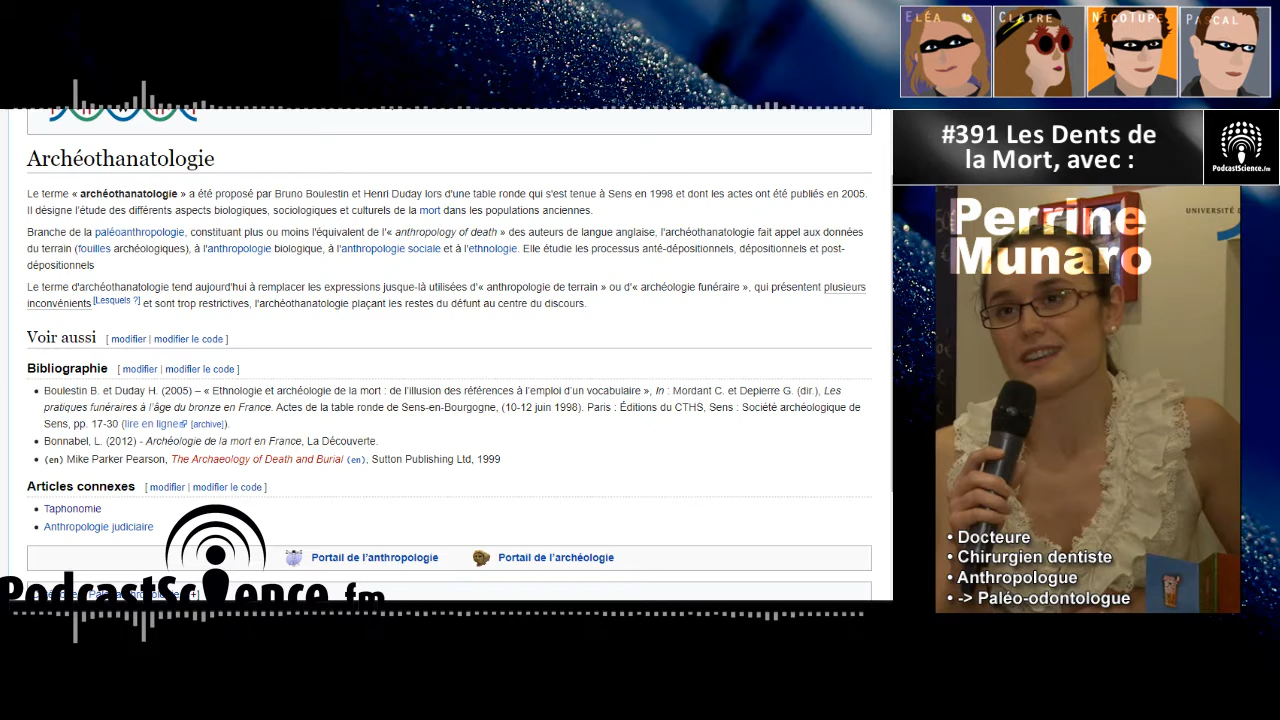 ELÉA
CLAIRE
NICOTUPE
PASCAL
#391 Les Dents de
la Mort, avec :
PodcastScience.fm
Perrine
Munaro
UNIVERSITÉ
• Docteure
• Chirurgien dentiste
• Anthropologue
• -> Paléo-odontologue
Archéothanatologie
Le terme « archéothanatologie » a été proposé par Bruno Boulestin et Henri Duday lors d'une table ronde qui s'est tenue à Sens en 1998 et dont les actes ont été publiés en 2005.
Il désigne l'étude des différents aspects biologiques, sociologiques et culturels de la mort dans les populations anciennes.
Branche de la paléoanthropologie, constituant plus ou moins l'équivalent de l'« anthropology of death » des auteurs de langue anglaise, l'archéothanatologie fait appel aux données
du terrain (fouilles archéologiques), à l'anthropologie biologique, à l'anthropologie sociale et à l'ethnologie. Elle étudie les processus anté-dépositionnels, dépositionnels et post-
dépositionnels
Le terme d'archéothanatologie tend aujourd'hui à remplacer les expressions jusque-là utilisées d'« anthropologie de terrain » ou d'« archéologie funéraire », qui présentent plusieurs
inconvénients [Lesquels ?] et sont trop restrictives, l'archéothanatologie plaçant les restes du défunt au centre du discours.
Voir aussi [ modifier | modifier le code ]
Bibliographie [ modifier | modifier le code ]
• Boulestin B. et Duday H. (2005) – « Ethnologie et archéologie de la mort : de l'illusion des références à l'emploi d'un vocabulaire », In : Mordant C. et Depierre G. (dir.), Les
pratiques funéraires à l'âge du bronze en France. Actes de la table ronde de Sens-en-Bourgogne, (10-12 juin 1998). Paris : Éditions du CTHS, Sens : Société archéologique de
Sens, pp. 17-30 (lire en ligne [archive]).
• Bonnabel, L. (2012) - Archéologie de la mort en France, La Découverte.
• (en) Mike Parker Pearson, The Archaeology of Death and Burial (en), Sutton Publishing Ltd, 1999
Articles connexes [ modifier | modifier le code ]
• Taphonomie
• Anthropologie judiciaire
Portail de l'anthropologie Portail de l'archéologie
PodcastScience.fm